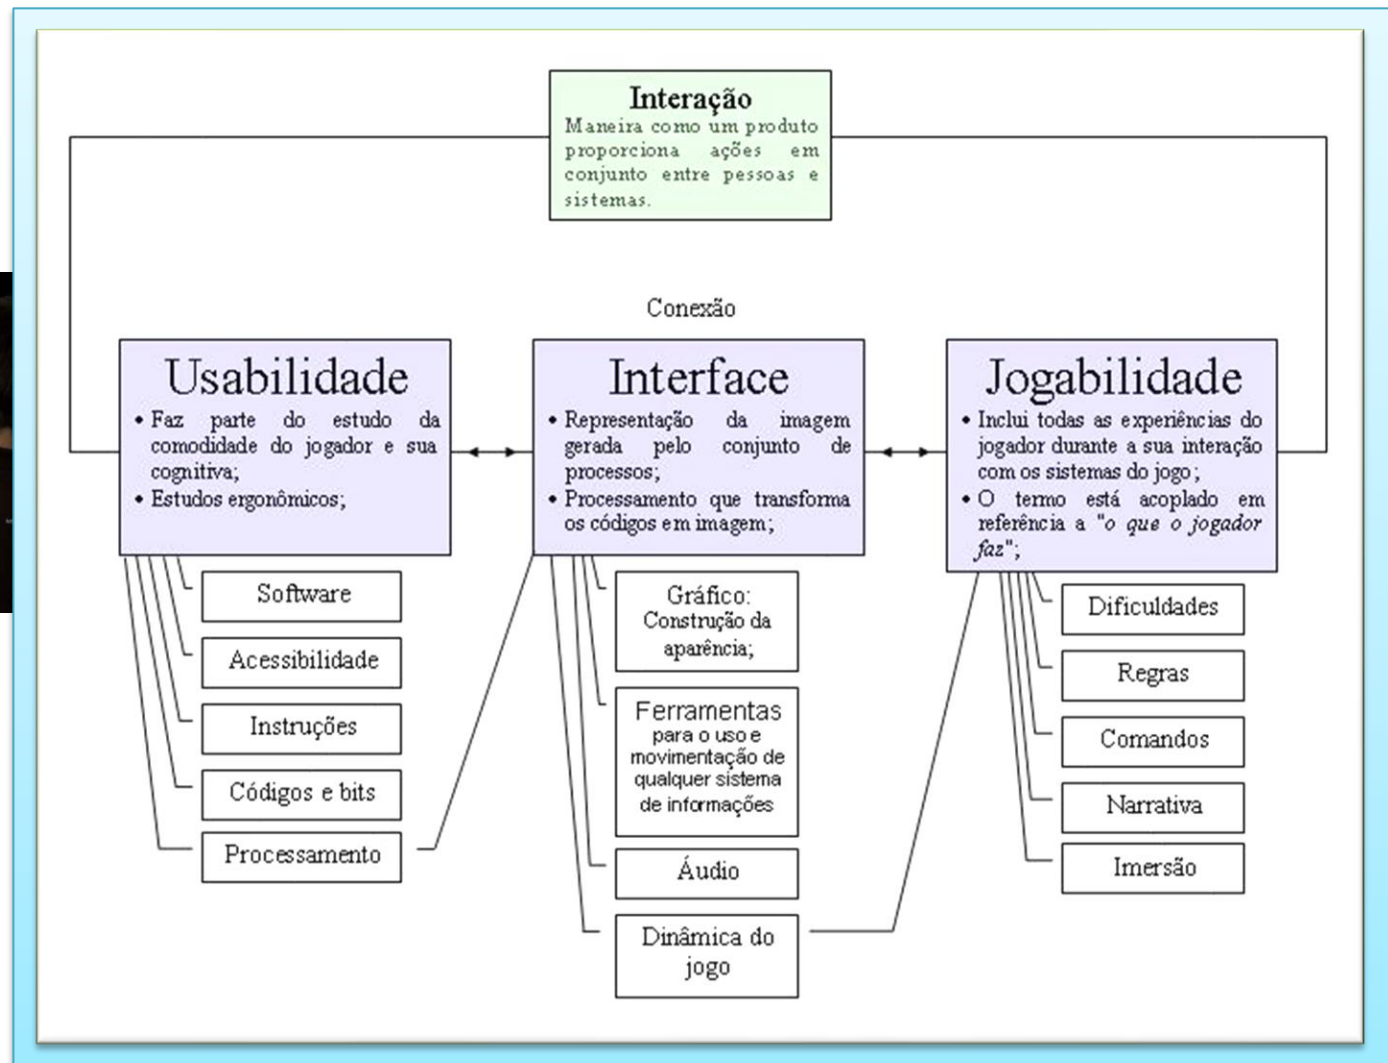 Interação
Maneira como um produto
proporciona ações em
conjunto entre pessoas e
sistemas.
Conexão
Usabilidade
• Faz parte do estudo da
comodidade do jogador e sua
cognitiva;
• Estudos ergonômicos;
Software
Acessibilidade
Instruções
Códigos e bits
Processamento
Interface
• Representação da imagem
gerada pelo conjunto de
processos;
• Processamento que transforma
os códigos em imagem;
Gráfico:
Construção da
aparência;
Ferramentas
para o uso e
movimentação de
qualquer sistema
de informações
Áudio
Dinâmica do
jogo
Jogabilidade
• Inclui todas as experiências do
jogador durante a sua interação
com os sistemas do jogo;
• O termo está acoplado em
referência a "o que o jogador
faz";
Dificuldades
Regras
Comandos
Narrativa
Imersão